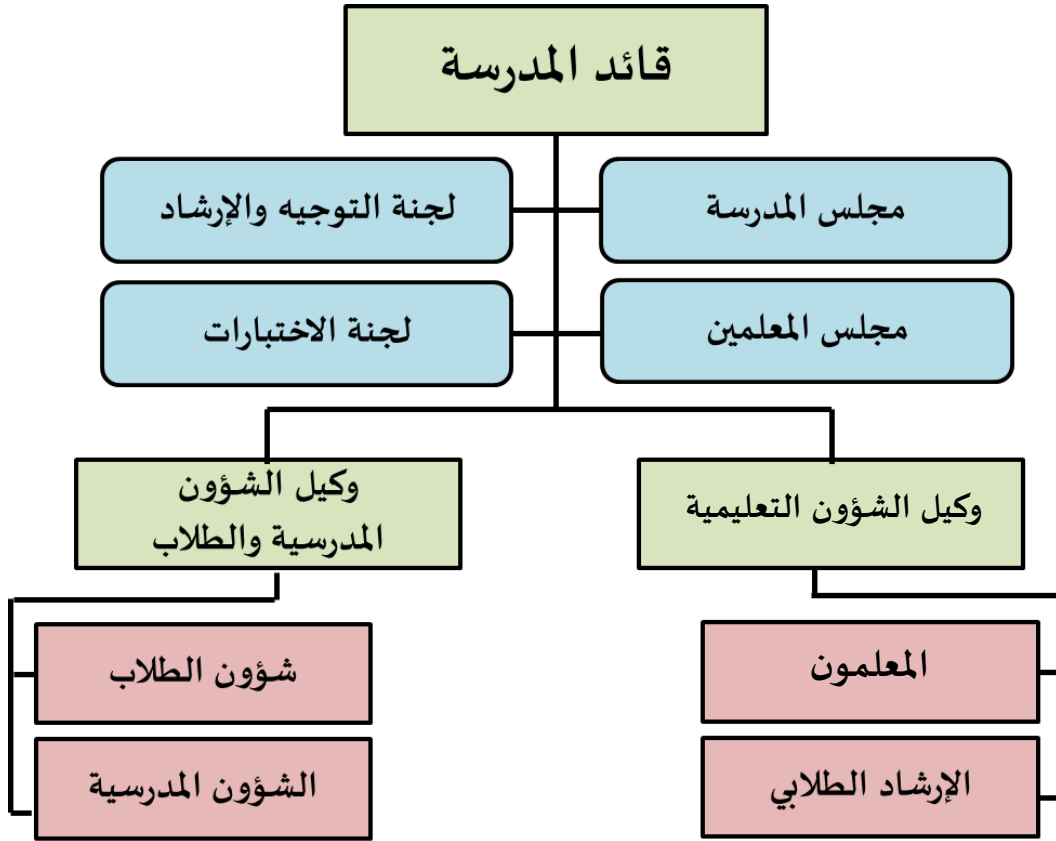 قائد المدرسة
مجلس المدرسة
لجنة التوجيه والإرشاد
مجلس المعلمين
لجنة الاختبارات
وكيل الشؤون التعليمية
وكيل الشؤون
المدرسية والطلاب
المعلمون
شؤون الطلاب
الإرشاد الطلابي
الشؤون المدرسية